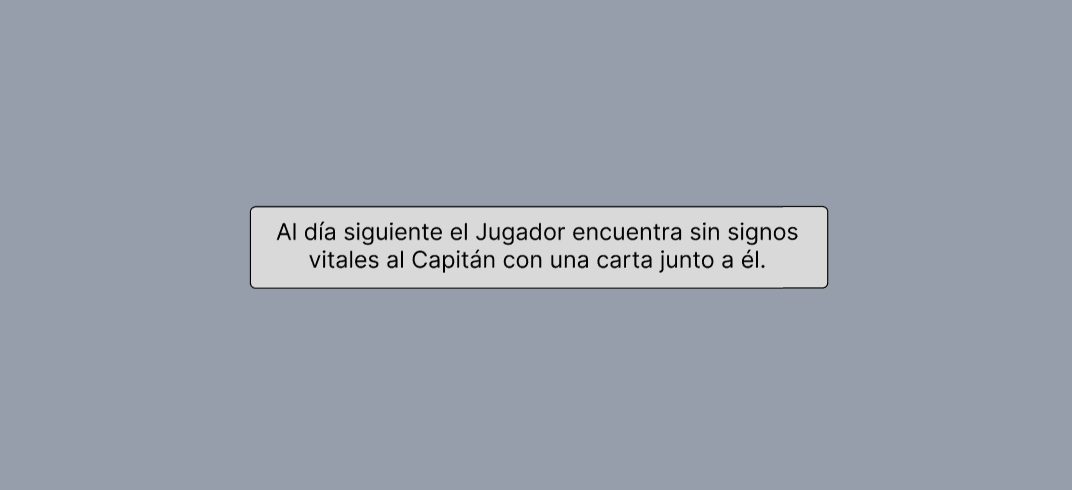 Al día siguiente el Jugador encuentra sin signos
vitales al Capitán con una carta junto a él.